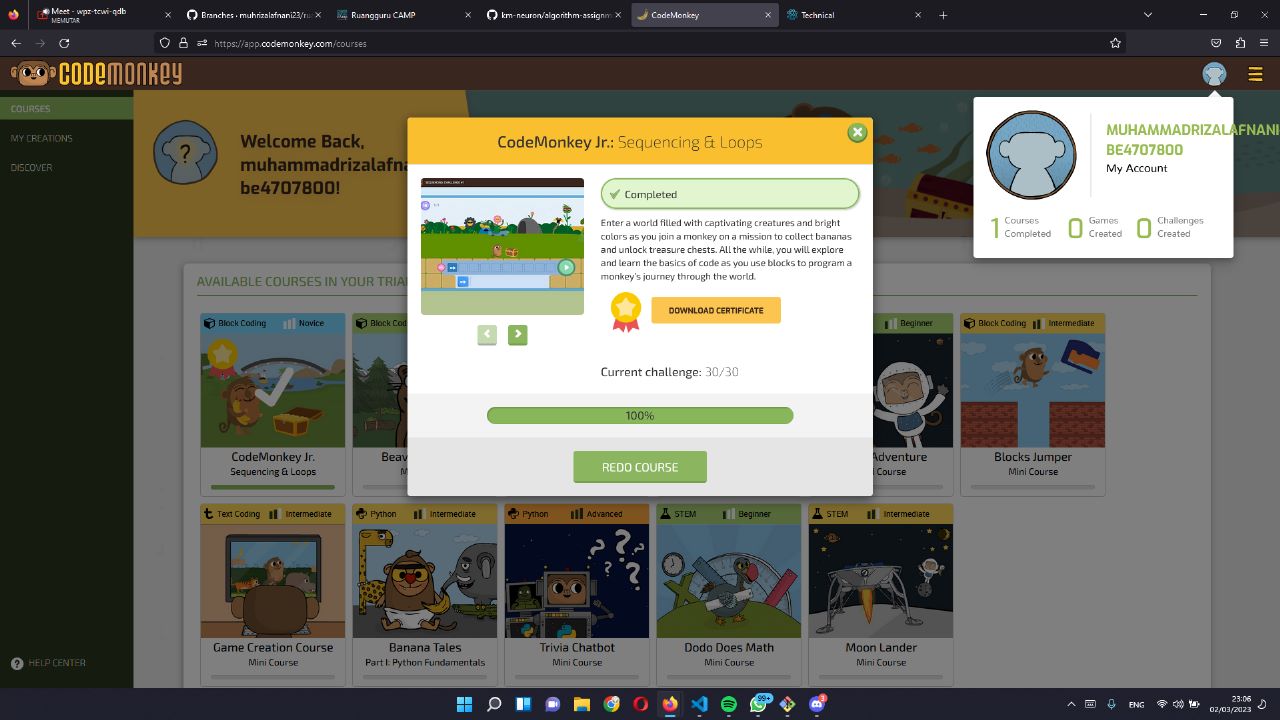 Meet - wpz-tcwi-qdb
MEMUTAR
Branches - muhrizalafnani23/ru
Ruangguru CAMP
rg-neuron/algorithm-assignm
CodeMonkey
Technical
https://app.codemonkey.com/courses
CODEMONKEY
COURSES
MY CREATIONS
DISCOVER
Welcome Back,
muhammadrizalafna
be4707800!
MUHAMMADRIZALAFNANI
BE4707800
My Account
1 Courses Completed
0 Games Created
0 Challenges Created
CodeMonkey Jr.: Sequencing & Loops
Completed
Enter a world filled with captivating creatures and bright
colors as you join a monkey on a mission to collect bananas
and unlock treasure chests. All the while, you will explore
and learn the basics of code as you use blocks to program a
monkey's journey through the world.
DOWNLOAD CERTIFICATE
Current challenge: 30/30
100%
REDO COURSE
AVAILABLE COURSES IN YOUR TRIA
Block Coding Novice
Block Co
Beginner
Block Coding Intermediate
CodeMonkey Jr.
Sequencing & Loops
Beav
Mini
Adventure
Course
Blocks Jumper
Mini Course
Text Coding Intermediate
Python Intermediate
Python Advanced
STEM Beginner
STEM Intermediate
Game Creation Course
Mini Course
Banana Tales
Part I: Python Fundamentals
Trivia Chatbot
Mini Course
Dodo Does Math
Mini Course
Moon Lander
Mini Course
HELP CENTER
99+
3
ENG
23:06
02/03/2023